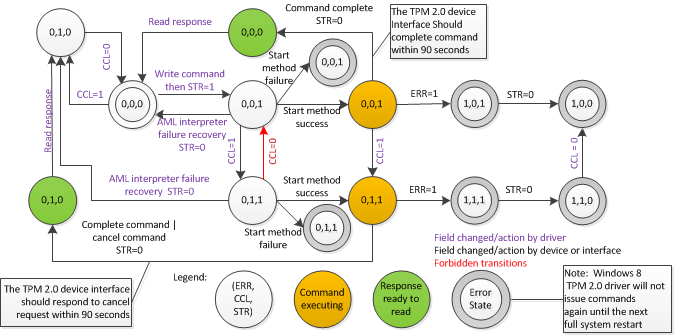 Command complete
STR=0
The TPM 2.0 device
Interface Should
complete command
within 90 seconds
Read response
0,1,0
0,0,0
Start
method
failure
0,0,1
CCL=0
Write command
then STR=1
CCL=1
0,0,0
0,0,1
Start method
success
0,0,1
ERR=1
1,0,1
STR=0
1,0,0
AML interpreter
failure recovery
STR=0
Read response
CCL=1
CCL=0
CCL=1
CCL = 0
AML interpreter failure
recovery STR=0
Start method
success
ERR=1
STR=0
0,1,0
0,1,1
0,1,1
1,1,1
1,1,0
0,1,1
Start method
failure
Complete command |
cancel command
STR=0
Field changed/action by driver
Field changed/action by device or interface
Forbidden transitions
The TPM 2.0 device interface
should respond to cancel
request within 90 seconds
Legend:
(ERR,
CCL,
STR)
Command
executing
Response
ready to
read
Error
State
Note: Windows 8
TPM 2.0 driver will not
issue commands
again until the next
full system restart